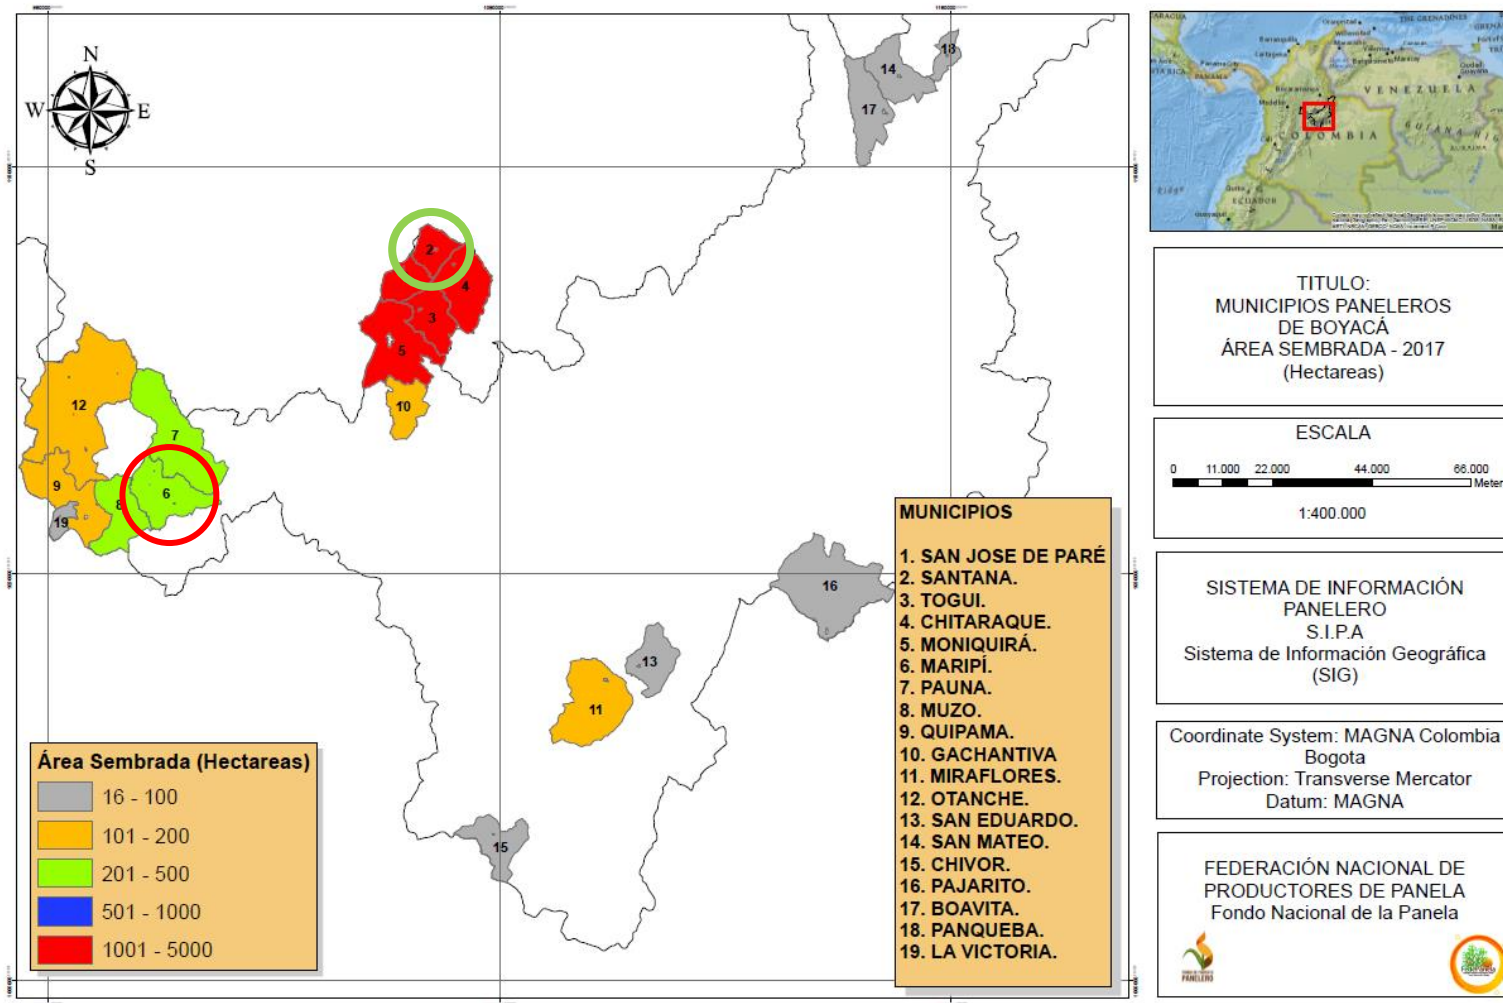 N
W
E
S
18
14
17
2
4
3
5
10
12
7
9
6
8
19
16
13
11
15
Área Sembrada (Hectareas)
16 - 100
101 - 200
201 - 500
501 - 1000
1001 - 5000
MUNICIPIOS
1. SAN JOSE DE PARÉ
2. SANTANA.
3. TOGUI.
4. CHITARAQUE.
5. MONIQUIRÁ.
6. MARIPÍ.
7. PAUNA.
8. MUZO.
9. QUIPAMA.
10. GACHANTIVA
11. MIRAFLORES.
12. OTANCHE.
13. SAN EDUARDO.
14. SAN MATEO.
15. CHIVOR.
16. PAJARITO.
17. BOAVITA.
18. PANQUEBA.
19. LA VICTORIA.
PANAMA
VENEZUELA
COLOMBIA
ECUADOR
TITULO:
MUNICIPIOS PANELEROS
DE BOYACÁ
ÁREA SEMBRADA - 2017
(Hectareas)
ESCALA
0 11.000 22.000 44.000 66.000
Meter
1:400.000
SISTEMA DE INFORMACIÓN
PANELERO
S.I.P.A
Sistema de Información Geográfica
(SIG)
Coordinate System: MAGNA Colombia
Bogota
Projection: Transverse Mercator
Datum: MAGNA
FEDERACIÓN NACIONAL DE
PRODUCTORES DE PANELA
Fondo Nacional de la Panela
PANELERO